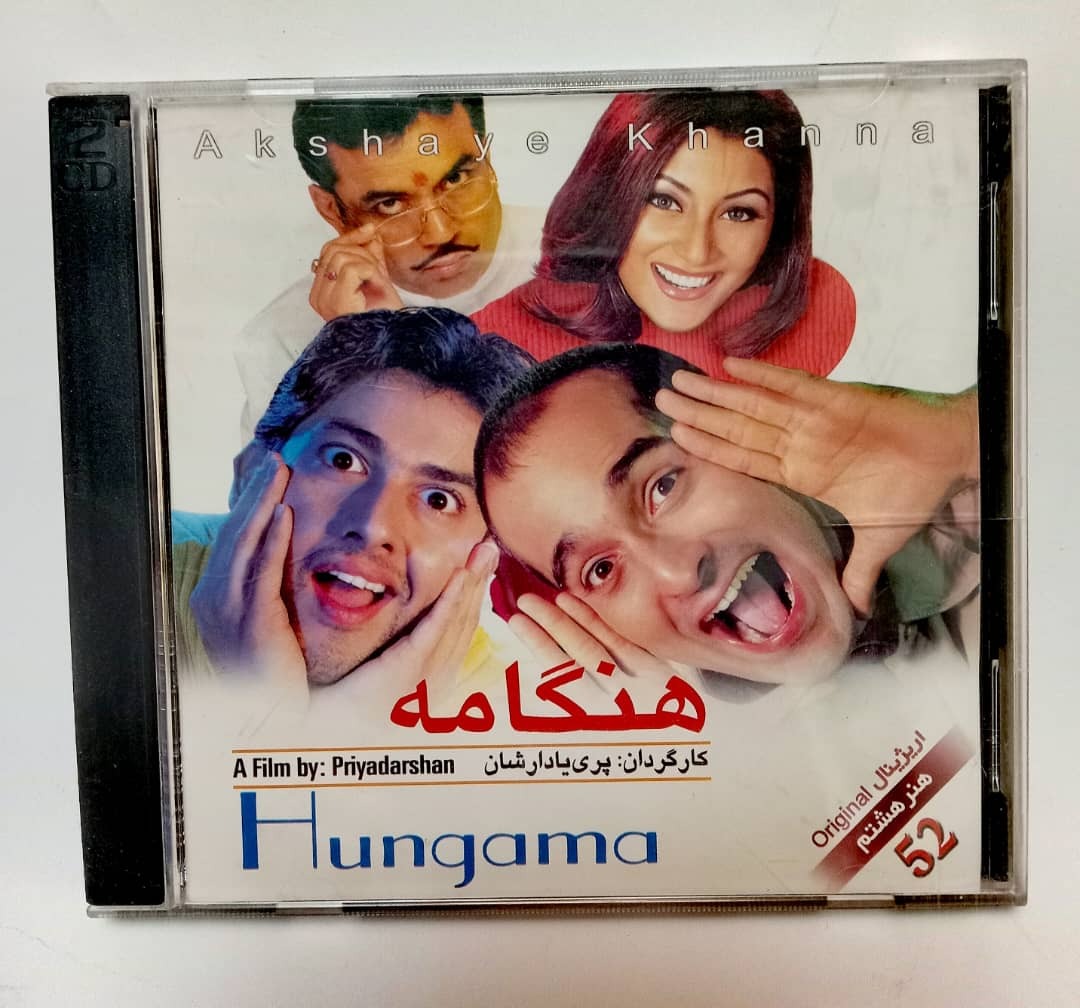 2
CD
Akshaye Khanna
هنگامه
A Film by: Priyadarshan کارگردان: پری‌یادارشان
Hungama
Original اریژینال
هنر هشتم
52